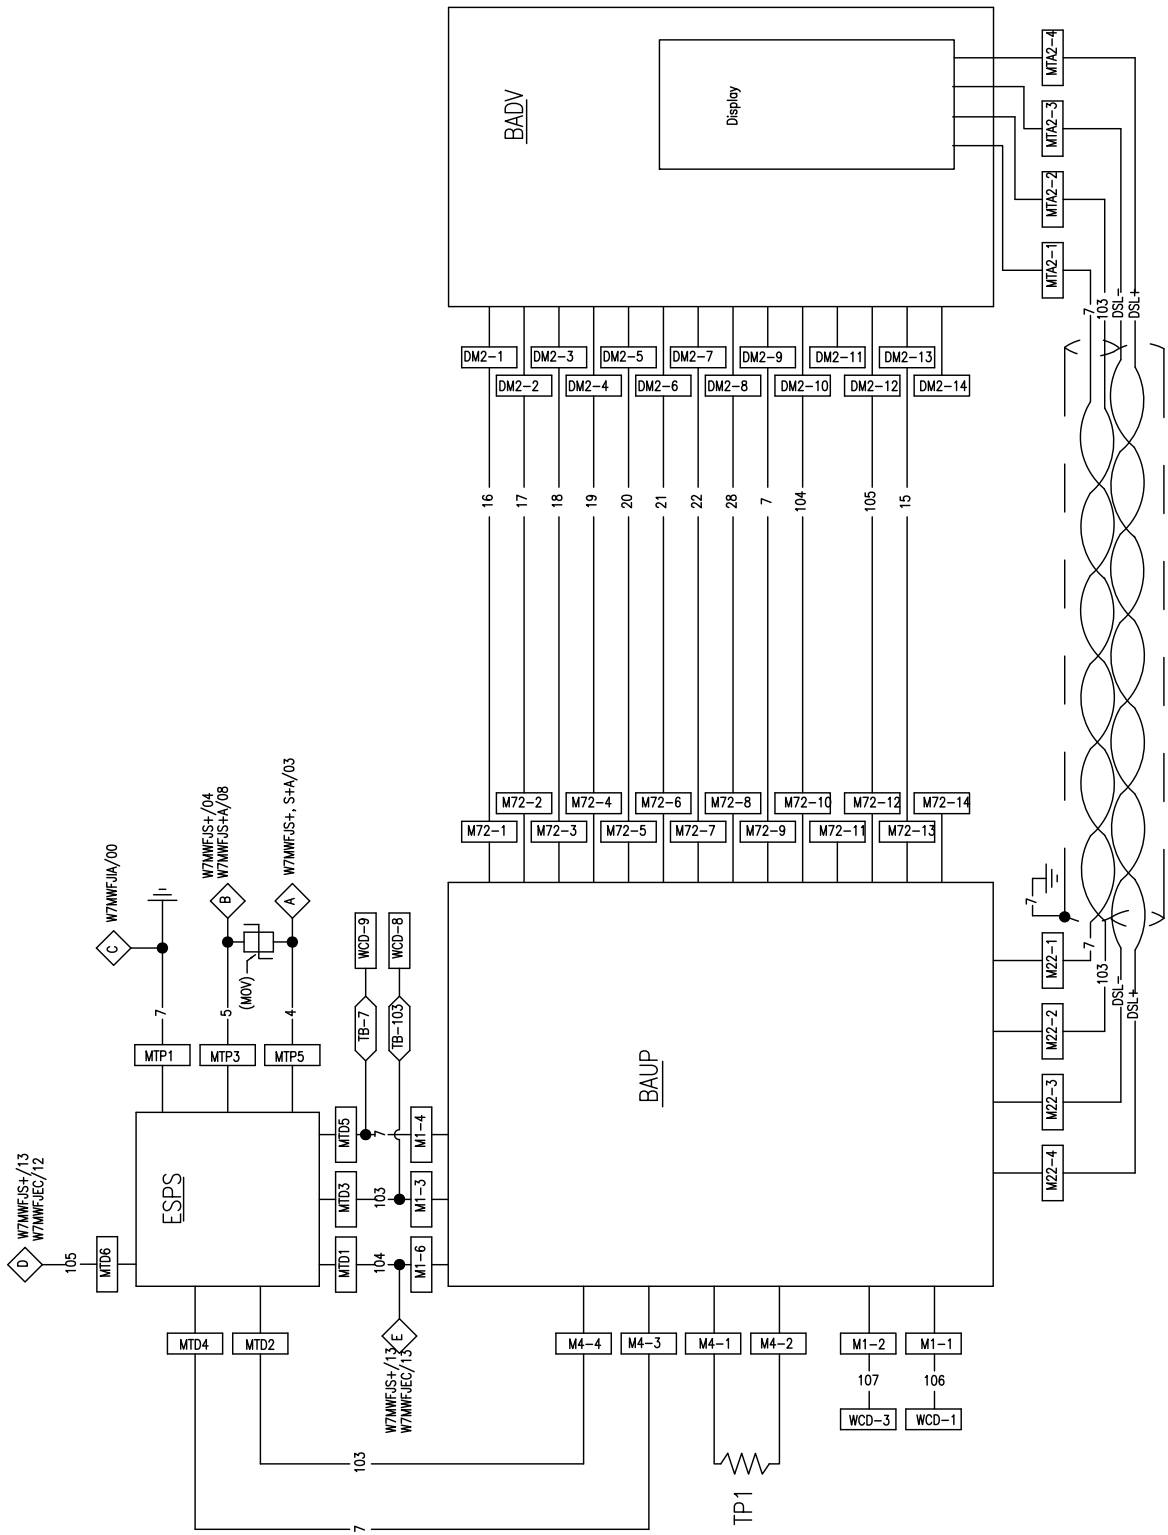 MTA2-4
MTA2-3
MTA2-2
MTA2-1
BADV
Display
7
103
DSL-
DSL+
DM2-1
DM2-3
DM2-5
DM2-7
DM2-9
DM2-11
DM2-13
DM2-2
DM2-4
DM2-6
DM2-8
DM2-10
DM2-12
DM2-14
16
17
18
19
20
21
22
28
7
104
105
15
M72-2
M72-4
M72-6
M72-8
M72-10
M72-12
M72-14
M72-1
M72-3
M72-5
M72-7
M72-9
M72-11
M72-13
W7MWFJIA/00
C
W7MWFJS+/04
W7MWFJS+A/08
B
W7MWFJS+, S+A/03
A
(MOV)
7
5
4
MTP1
MTP3
MTP5
WCD-9
WCD-8
TB-7
TB-103
7
7
103
DSL-
DSL+
M22-1
M22-2
M22-3
M22-4
BAUP
ESPS
W7MWFJS+/13
W7MWFJEC/12
D
105
MTD6
MTD5
7
M1-4
MTD3
103
M1-3
MTD1
104
M1-6
E
W7MWFJS+/13
W7MWFJEC/13
MTD4
MTD2
M4-4
M4-3
M4-1
M4-2
M1-2
M1-1
107
106
WCD-3
WCD-1
103
7
TP1